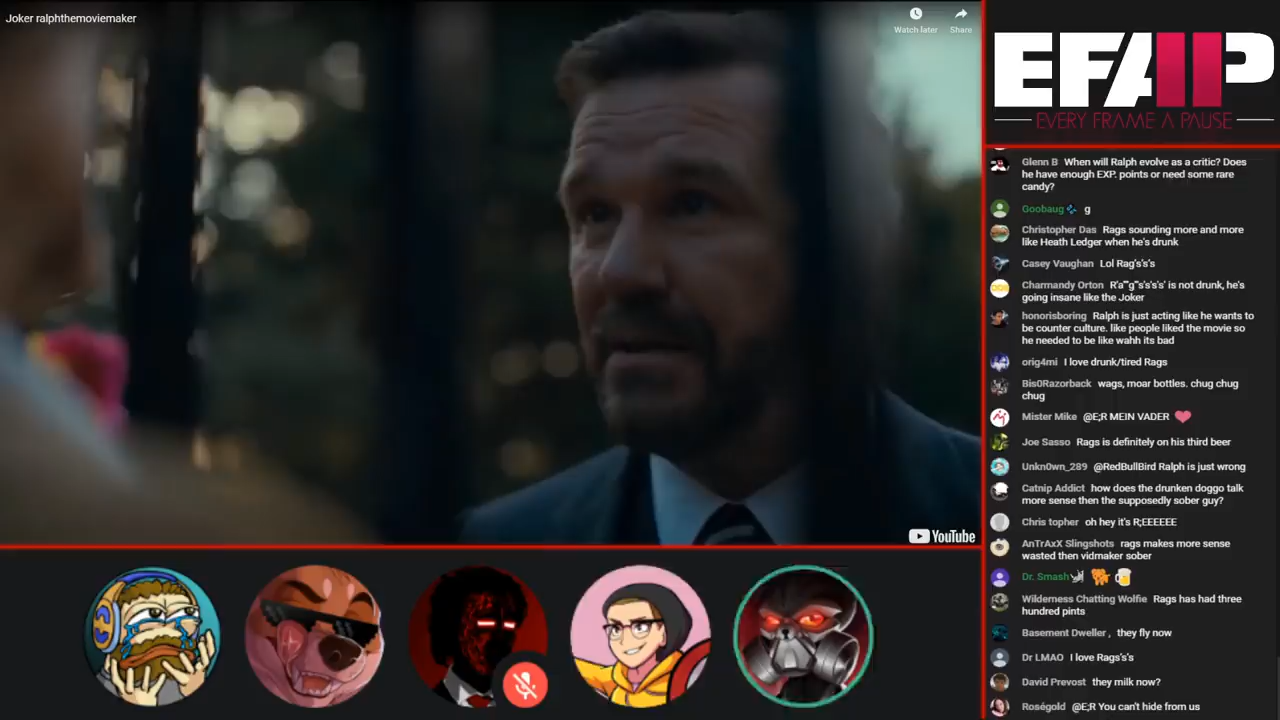 Joker ralphthemoviemaker
Watch later
Share
YouTube
EFAP
EVERY FRAME A PAUSE
Glenn B When will Ralph evolve as a critic? Does
he have enough EXP. points or need some rare
candy?
Goobaug g
Christopher Das Rags sounding more and more
like Heath Ledger when he's drunk
Casey Vaughan Lol Rag's's's
Charmandy Orton R'a'''g'''s's's's' is not drunk, he's
going insane like the Joker
honorisboring Ralph is just acting like he wants to
be counter culture. like people liked the movie so
he needed to be like wahh its bad
orig4mi I love drunk/tired Rags
Bis0Razorback wags, moar bottles. chug chug
chug
Mister Mike @E;R MEIN VADER
Joe Sasso Rags is definitely on his third beer
Unkn0wn_289 @RedBullBird Ralph is just wrong
Catnip Addict how does the drunken doggo talk
more sense then the supposedly sober guy?
Chris topher oh hey it's R;EEEEEE
AnTrAxX Slingshots rags makes more sense
wasted then vidmaker sober
Dr. Smash
Wilderness Chatting Wolfie Rags has had three
hundred pints
Basement Dweller , they fly now
Dr LMAO I love Rags's's
David Prevost they milk now?
Roségold @E;R You can't hide from us